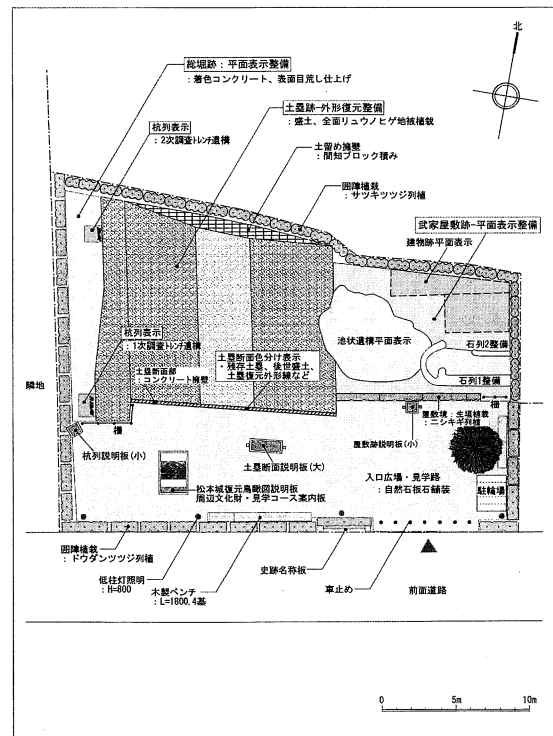 北
総堀跡：平面表示整備
：着色コンクリート、表面目荒し仕上げ
土塁跡-外形復元整備
：盛土、全面リュウノヒゲ地被植栽
杭列表示
：2次調査トレンチ遺構
土留め擁壁
：間知ブロック積み
囲障植栽
：サツキツツジ列植
武家屋敷跡-平面表示整備
建物跡平面表示
杭列表示
：1次調査トレンチ遺構
土塁断面部
：コンクリート擁壁
土塁断面色分け表示
・残存土塁、後世盛土、
土塁復元外形線など
池状遺構平面表示
石列2整備
石列1整備
隣地
柵
柵
屋敷境：生垣植栽
：ニシキギ列植
杭列説明板(小)
屋敷跡説明板(小)
土塁断面説明板(大)
松本城復元鳥瞰図説明板
周辺文化財・見学コース案内板
入口広場・見学路
：自然石板石舗装
駐輪場
囲障植栽
：ドウダンツツジ列植
低柱灯照明
：H=800
木製ベンチ
：L=1800、4基
史跡名称板
車止め
前面道路
0 5m 10m